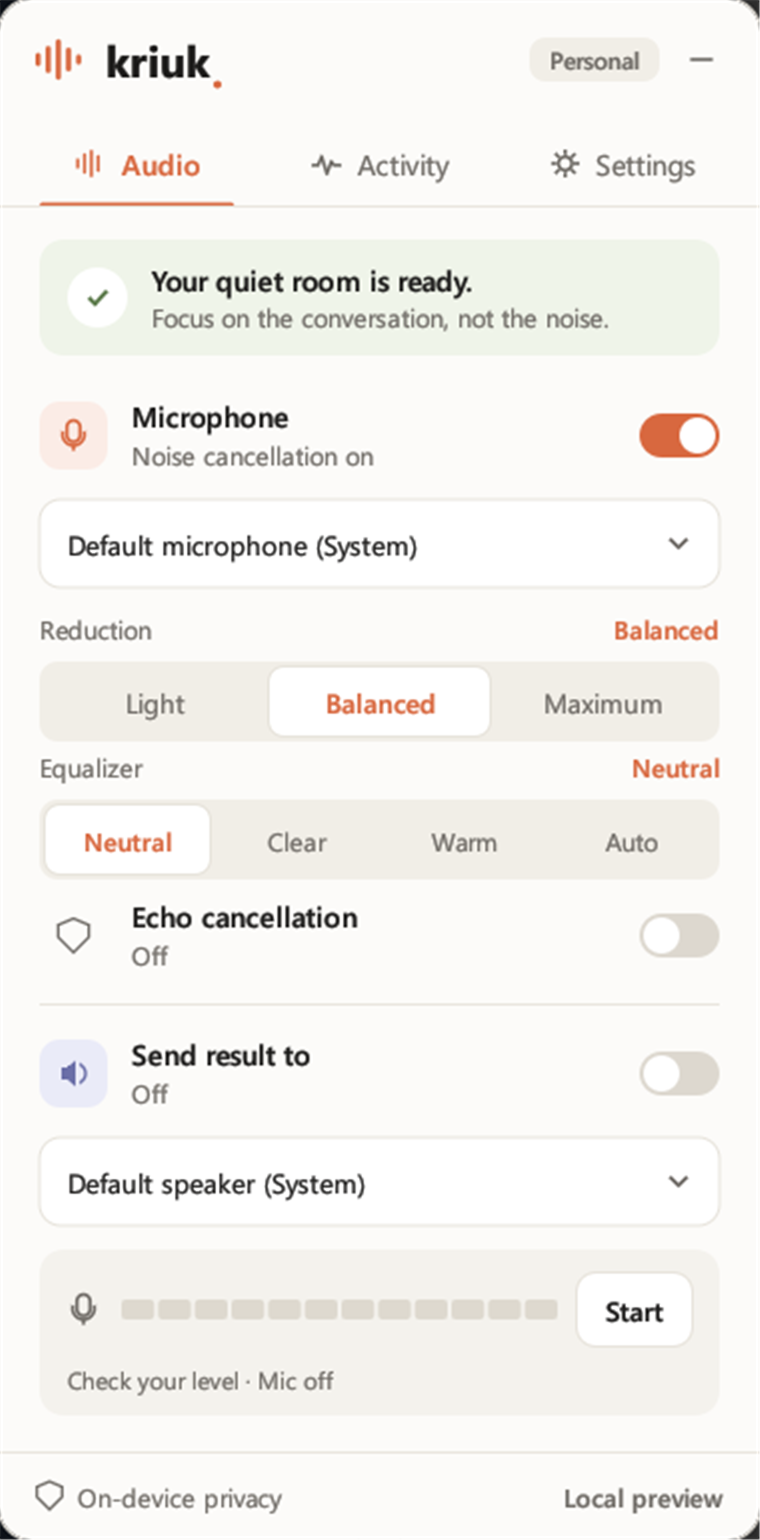 kriuk.
Personal
Audio
Activity
Settings
Your quiet room is ready.
Focus on the conversation, not the noise.
Microphone
Noise cancellation on
Default microphone (System)
Reduction
Balanced
Light
Balanced
Maximum
Equalizer
Neutral
Neutral
Clear
Warm
Auto
Echo cancellation
Off
Send result to
Off
Default speaker (System)
Start
Check your level · Mic off
On-device privacy
Local preview